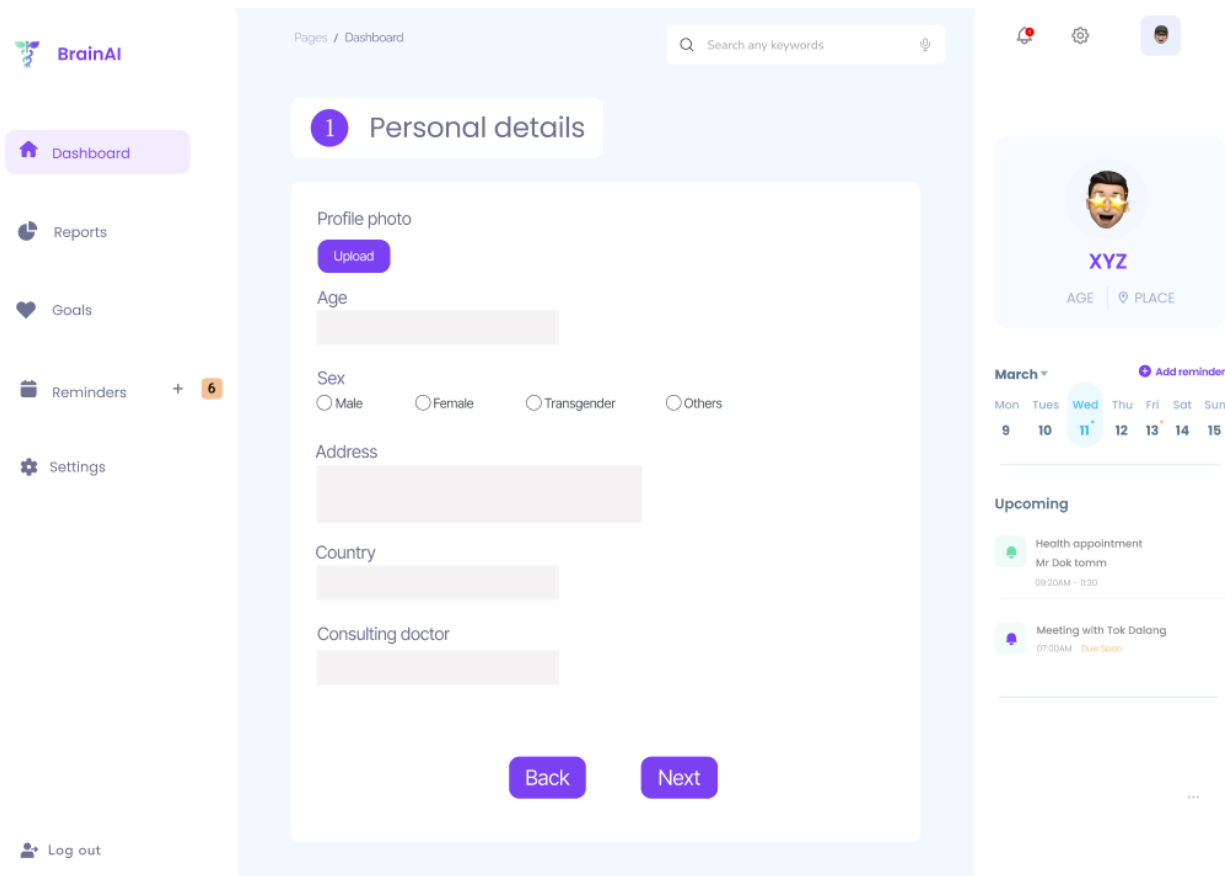 BrainAI
Dashboard
Reports
Goals
Reminders + 6
Settings
Log out
Pages / Dashboard
Search any keywords
1 Personal details
Profile photo
Upload
Age
Sex
Male Female Transgender Others
Address
Country
Consulting doctor
Back Next
XYZ
AGE PLACE
March Add reminder
Mon Tues Wed Thu Fri Sat Sun
9 10 11 12 13 14 15
Upcoming
Health appointment
Mr Dok tomm
09:20AM - 11:30
Meeting with Tok Dalang
07:00AM Due Soon
...